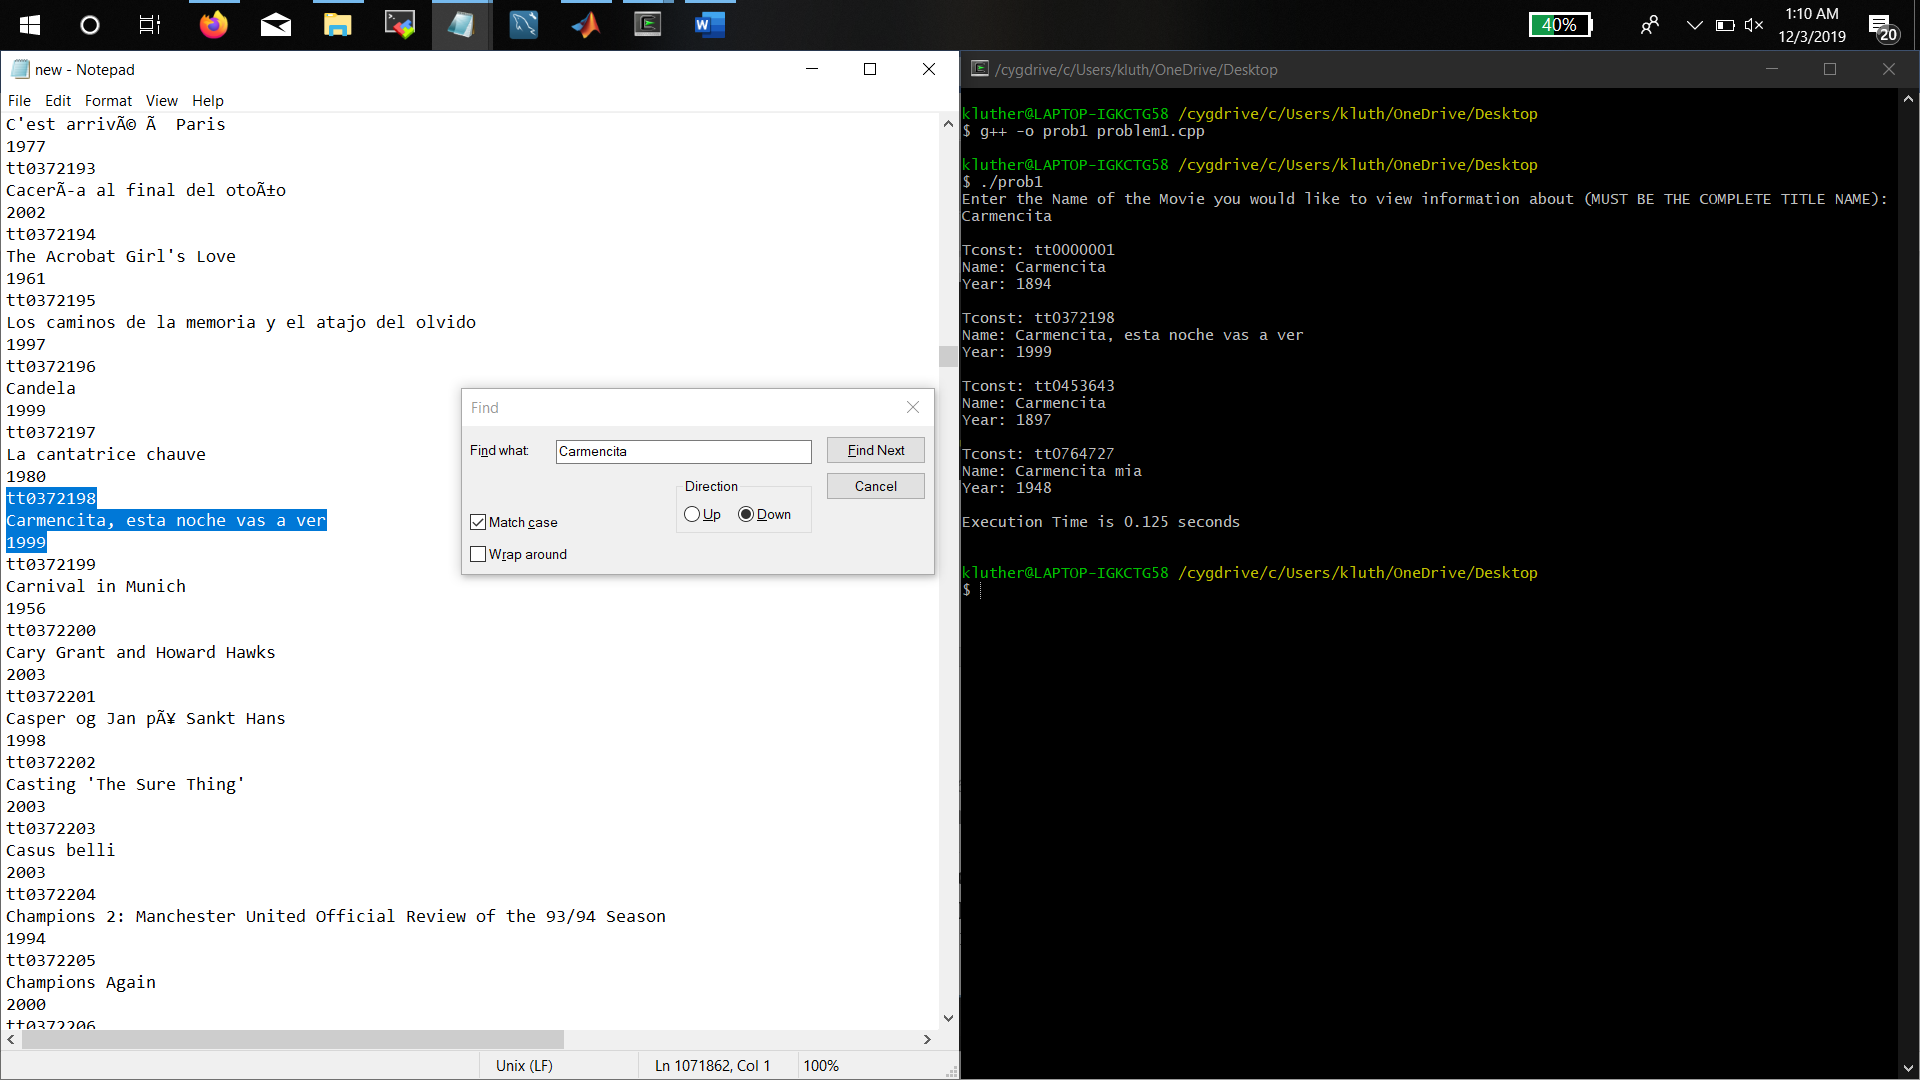 40%
1:10 AM
12/3/2019
20
new - Notepad
File Edit Format View Help
C'est arrivÃ© Ã  Paris
1977
tt0372193
CacerÃ-a al final del otoÃ±o
2002
tt0372194
The Acrobat Girl's Love
1961
tt0372195
Los caminos de la memoria y el atajo del olvido
1997
tt0372196
Candela
1999
tt0372197
La cantatrice chauve
1980
tt0372198
Carmencita, esta noche vas a ver
1999
tt0372199
Carnival in Munich
1956
tt0372200
Cary Grant and Howard Hawks
2003
tt0372201
Casper og Jan pÃ¥ Sankt Hans
1998
tt0372202
Casting 'The Sure Thing'
2003
tt0372203
Casus belli
2003
tt0372204
Champions 2: Manchester United Official Review of the 93/94 Season
1994
tt0372205
Champions Again
2000
tt0372206
Unix (LF)
Ln 1071862, Col 1
100%
Find
Find what:
Carmencita
Find Next
Cancel
Direction
Up
Down
Match case
Wrap around
/cygdrive/c/Users/kluth/OneDrive/Desktop
kluther@LAPTOP-IGKCTG58 /cygdrive/c/Users/kluth/OneDrive/Desktop
$ g++ -o prob1 problem1.cpp
kluther@LAPTOP-IGKCTG58 /cygdrive/c/Users/kluth/OneDrive/Desktop
$ ./prob1
Enter the Name of the Movie you would like to view information about (MUST BE THE COMPLETE TITLE NAME):
Carmencita
Tconst: tt0000001
Name: Carmencita
Year: 1894
Tconst: tt0372198
Name: Carmencita, esta noche vas a ver
Year: 1999
Tconst: tt0453643
Name: Carmencita
Year: 1897
Tconst: tt0764727
Name: Carmencita mia
Year: 1948
Execution Time is 0.125 seconds
kluther@LAPTOP-IGKCTG58 /cygdrive/c/Users/kluth/OneDrive/Desktop
$